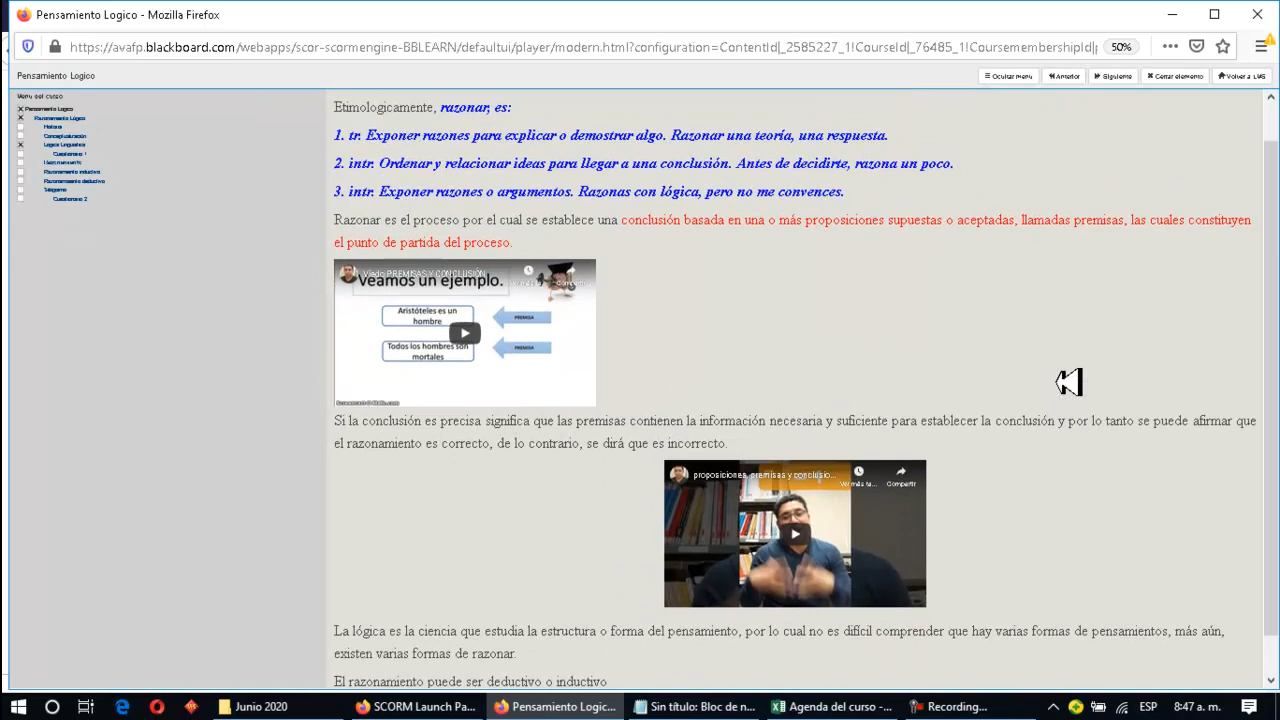 Pensamiento Logico - Mozilla Firefox
https://avafp.blackboard.com/webapps/scor-scormengine-BBLEARN/defaultui/player/modern.html?configuration=ContentId|_2585227_1!CourseId|_76485_1!CoursemembershipId|
50%
Pensamiento Logico
Ocultar menu
Anterior
Siguiente
Cerrar elemento
Volver a LMS
Menu del curso
Pensamiento Logico
Razonamiento Lógico
Historia
Conceptualización
Logica Linguistica
Cuestionario 1
Razonamiento inductivo
Razonamiento deductivo
Silogismo
Cuestionario 2
Etimologicamente, razonar, es:
1. tr. Exponer razones para explicar o demostrar algo. Razonar una teoría, una respuesta.
2. intr. Ordenar y relacionar ideas para llegar a una conclusión. Antes de decidirte, razona un poco.
3. intr. Exponer razones o argumentos. Razonas con lógica, pero no me convences.
Razonar es el proceso por el cual se establece una conclusión basada en una o más proposiciones supuestas o aceptadas, llamadas premisas, las cuales constituyen
el punto de partida del proceso.
Video PREMISAS Y CONCLUSIÓN
Veamos un ejemplo.
Ver más ta...
Compartir
Aristóteles es un
hombre
PREMISA
Todos los hombres son
mortales
PREMISA
Screencast-O-Matic.com
Si la conclusión es precisa significa que las premisas contienen la información necesaria y suficiente para establecer la conclusión y por lo tanto se puede afirmar que
el razonamiento es correcto, de lo contrario, se dirá que es incorrecto.
proposiciones, premisas y conclusio...
Ver más ta...
Compartir
La lógica es la ciencia que estudia la estructura o forma del pensamiento, por lo cual no es difícil comprender que hay varias formas de pensamientos, más aún,
existen varias formas de razonar.
El razonamiento puede ser deductivo o inductivo
Junio 2020
SCORM Launch Pa...
Pensamiento Logic...
Sin título: Bloc de n...
Agenda del curso -...
Recording...
ESP
8:47 a. m.